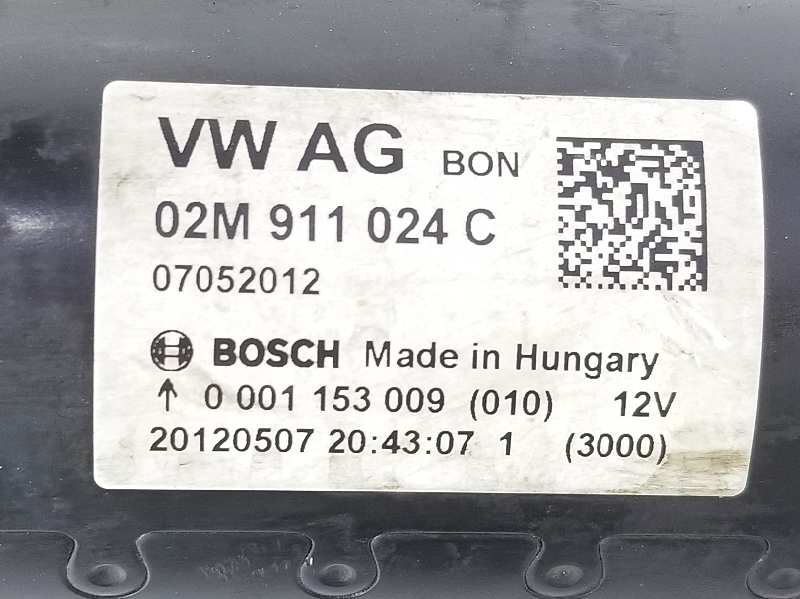 VW AG BON
02M 911 024 C
07052012
BOSCH Made in Hungary
↑ 0 001 153 009 (010) 12V
20120507 20:43:07 1 (3000)